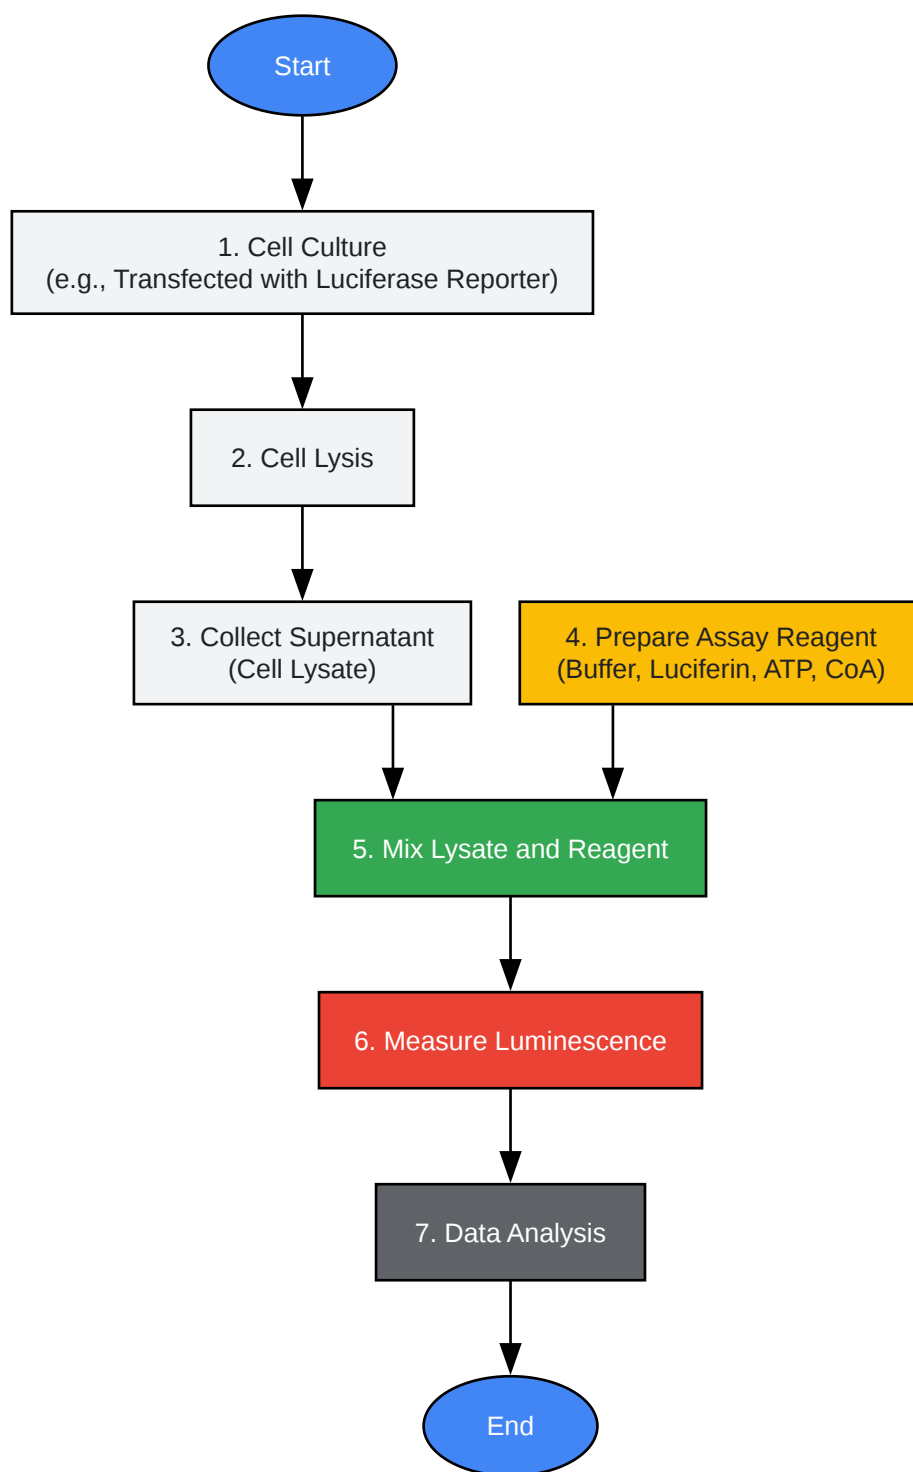 Start
1. Cell Culture
(e.g., Transfected with Luciferase Reporter)
2. Cell Lysis
3. Collect Supernatant
(Cell Lysate)
4. Prepare Assay Reagent
(Buffer, Luciferin, ATP, CoA)
5. Mix Lysate and Reagent
6. Measure Luminescence
7. Data Analysis
End